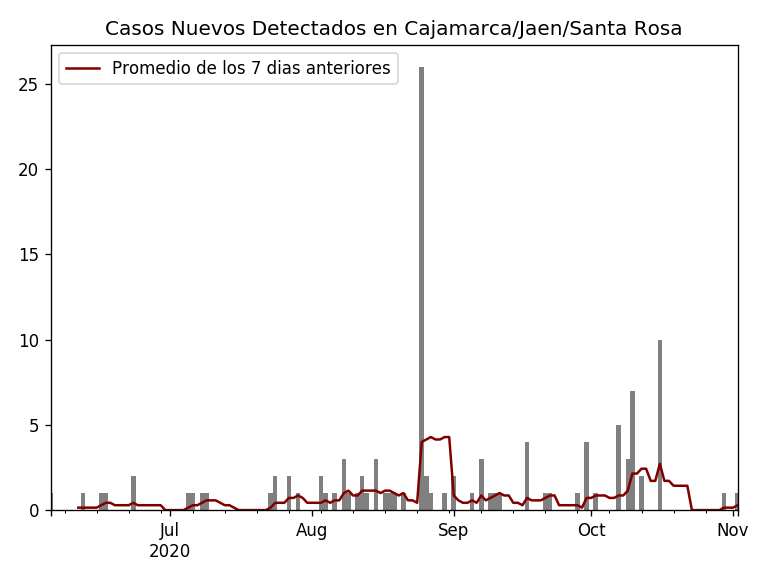 Casos Nuevos Detectados en Cajamarca/Jaen/Santa Rosa
Promedio de los 7 dias anteriores
25
20
15
10
5
0
Jul
2020
Aug
Sep
Oct
Nov